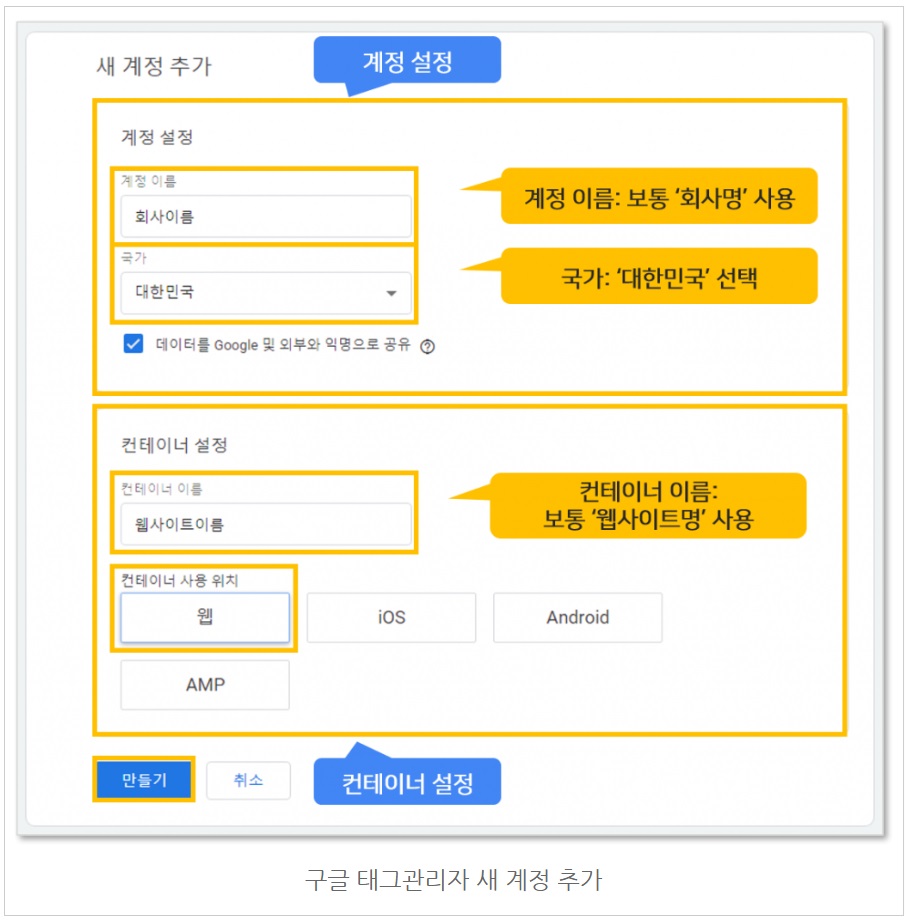 새 계정 추가
계정 설정
계정 설정
계정 이름
회사이름
계정 이름: 보통 ‘회사명’ 사용
국가
대한민국
국가: ‘대한민국’ 선택
데이터를 Google 및 외부와 익명으로 공유 ?
컨테이너 설정
컨테이너 이름
웹사이트이름
컨테이너 이름:
보통 ‘웹사이트명’ 사용
컨테이너 사용 위치
웹
iOS
Android
AMP
만들기
취소
컨테이너 설정
구글 태그관리자 새 계정 추가